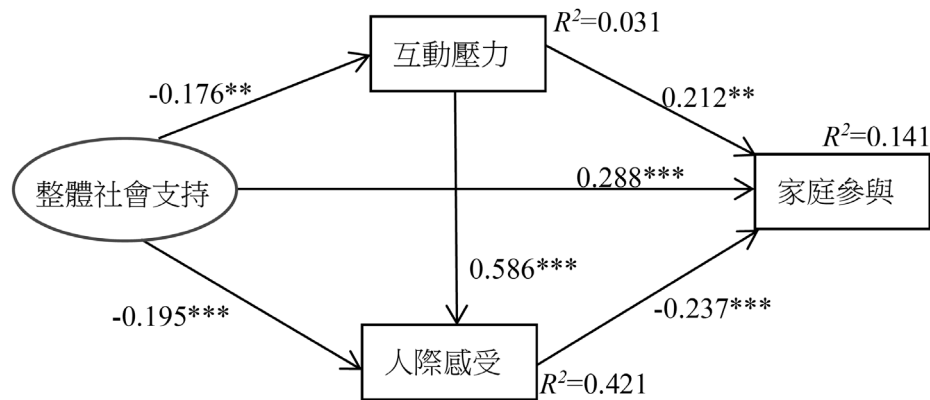 R²=0.031
互動壓力
-0.176**
0.212**
R²=0.141
整體社會支持
0.288***
家庭參與
0.586***
-0.195***
-0.237***
人際感受
R²=0.421